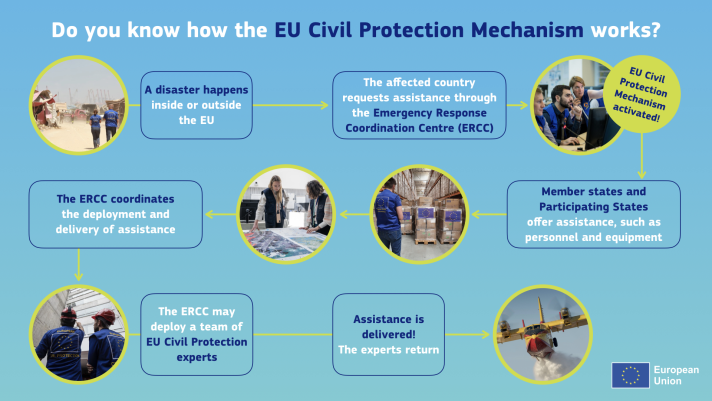 Do you know how the EU Civil Protection Mechanism works?
A disaster happens
inside or outside
the EU
The affected country
requests assistance through
the Emergency Response
Coordination Centre (ERCC)
EU Civil
Protection
Mechanism
activated!
Member states and
Participating States
offer assistance, such as
personnel and equipment
The ERCC coordinates
the deployment and
delivery of assistance
The ERCC may
deploy a team of
EU Civil Protection
experts
Assistance is
delivered!
The experts return
European
Union